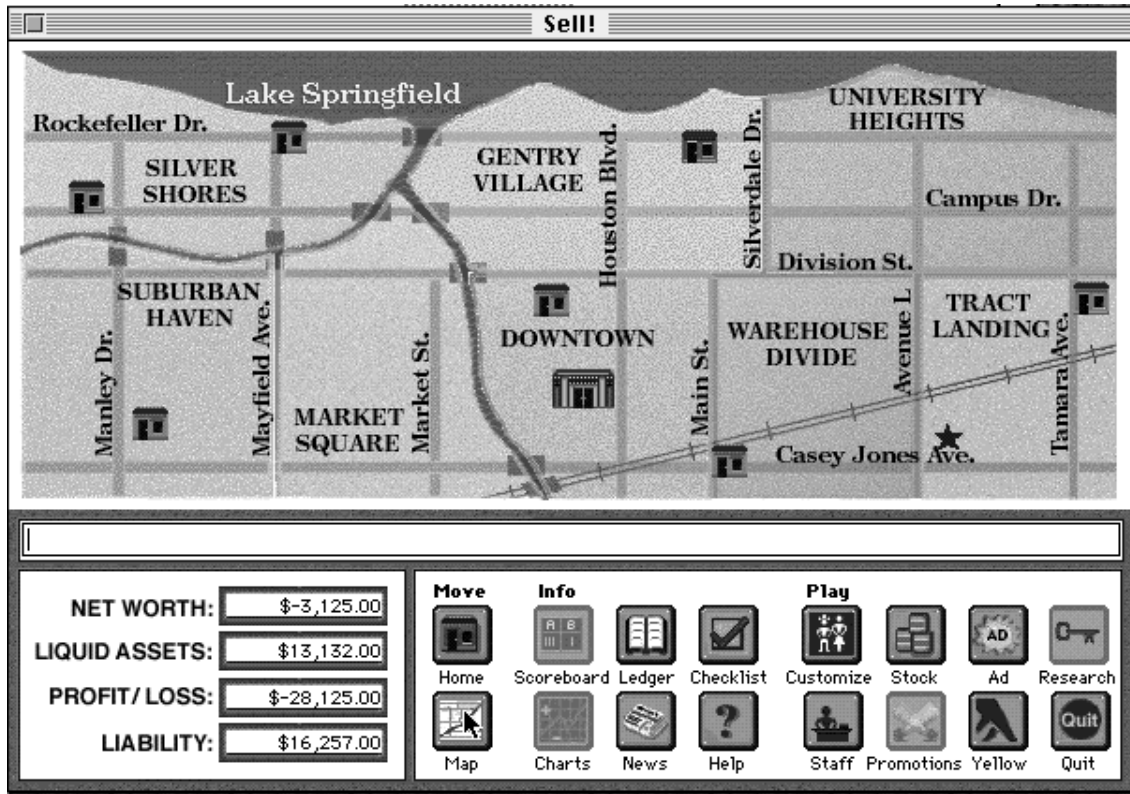 Sell!
Lake Springfield
UNIVERSITY
HEIGHTS
Rockefeller Dr.
SILVER
SHORES
GENTRY
VILLAGE
Houston Blvd.
Silverdale Dr.
Campus Dr.
Division St.
SUBURBAN
HAVEN
Manley Dr.
Mayfield Ave.
Market St.
MARKET
SQUARE
DOWNTOWN
Main St.
WAREHOUSE
DIVIDE
Avenue L
TRACT
LANDING
Tamara Ave.
Casey Jones Ave.
NET WORTH: $-3,125.00
LIQUID ASSETS: $13,132.00
PROFIT/LOSS: $-28,125.00
LIABILITY: $16,257.00
Move Info Play
A B
AD
Home Scoreboard Ledger Checklist Customize Stock Ad Research
? Quit
Map Charts News Help Staff Promotions Yellow Quit